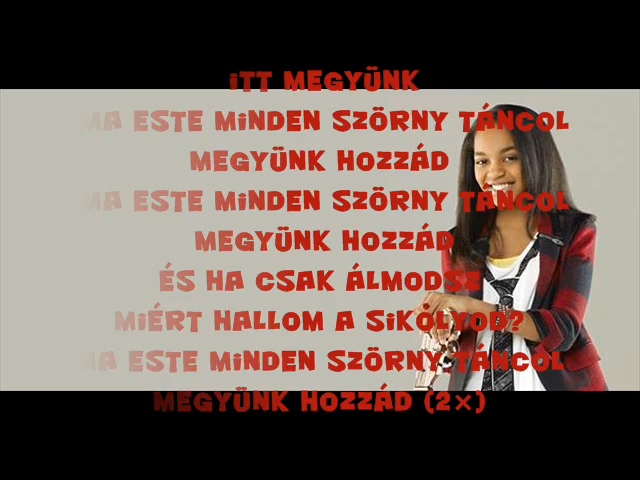 iTT MEGYÜNK
MA ESTE MiNDEN SZÖRNY TÁNCOL
MEGYÜNK HOZZÁD
MA ESTE MiNDEN SZÖRNY TÁNCOL
MEGYÜNK HOZZÁD
ÉS HA CSAK ÁLMODSZ
MiÉRT HALLOM A SiKOLYOD?
MA ESTE MiNDEN SZÖRNY TÁNCOL
MEGYÜNK HOZZÁD (2×)